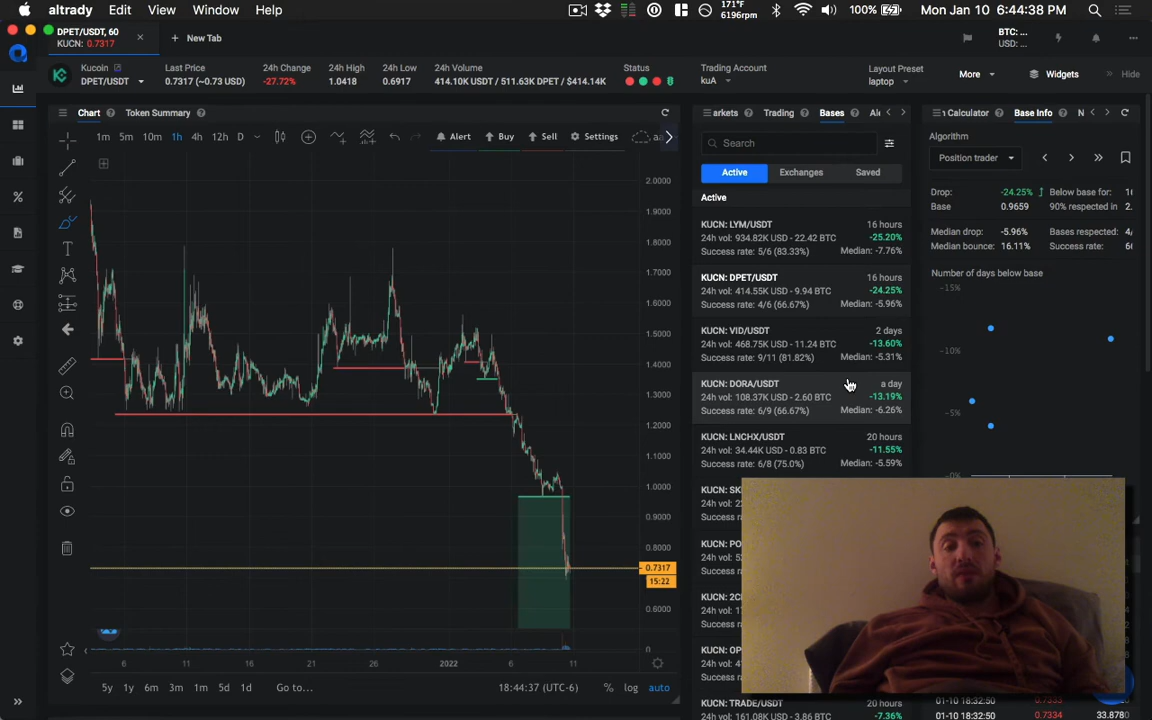 altrady Edit View Window Help
171°F
6196rpm
100%
Mon Jan 10 6:44:38 PM
DPET/USDT, 60
KUCN: 0.7317
New Tab
BTC: ...
USD: ...
Kucoin
DPET/USDT
Last Price
0.7317 (~0.73 USD)
24h Change
-27.72%
24h High
1.0418
24h Low
0.6917
24h Volume
414.10K USDT / 511.63K DPET / $414.14K
Status
Trading Account
kuA
Layout Preset
laptop
More
Widgets
Hide
Chart
Token Summary
1m 5m 10m 1h 4h 12h D
Alert
Buy
Sell
Settings
2.0000
1.9000
1.8000
1.7000
1.6000
1.5000
1.4000
1.3000
1.2000
1.1000
1.0000
0.9000
0.8000
0.7317
15:22
0.6000
0
6 11 16 21 26 2022 6 11
5y 1y 6m 3m 1m 5d 1d Go to...
18:44:37 (UTC-6)
% log auto
arkets
Trading
Bases
Search
Active
Exchanges
Saved
Active
KUCN: LYM/USDT 16 hours
24h vol: 934.82K USD - 22.42 BTC -25.20%
Success rate: 5/6 (83.33%) Median: -7.76%
KUCN: DPET/USDT 16 hours
24h vol: 414.55K USD - 9.94 BTC -24.25%
Success rate: 4/6 (66.67%) Median: -5.96%
KUCN: VID/USDT 2 days
24h vol: 468.75K USD - 11.24 BTC -13.60%
Success rate: 9/11 (81.82%) Median: -5.31%
KUCN: DORA/USDT a day
24h vol: 108.37K USD - 2.60 BTC -13.19%
Success rate: 6/9 (66.67%) Median: -6.26%
KUCN: LNCHX/USDT 20 hours
24h vol: 34.44K USD - 0.83 BTC -11.55%
Success rate: 6/8 (75.0%) Median: -5.59%
KUCN: SK
24h vol: 2
Success r
KUCN: PO
24h vol: 5
Success r
KUCN: 2C
24h vol: 1
Success r
KUCN: OP
24h vol: 4
Success r
KUCN: TRADE/USDT 20 hours
24h vol: 161.08K USD - 3.86 BTC -7.36%
Calculator
Base Info
N
Algorithm
Position trader
Drop: -24.25%
Below base for: 1
Base 0.9659
90% respected in 2.
Median drop: -5.96%
Bases respected: 4/
Median bounce: 16.11%
Success rate: 6
Number of days below base
-15%
-10%
-5%
-0%
01-10 18:32:50 0.7333
01-10 18:32:50 0.7334 33.8780